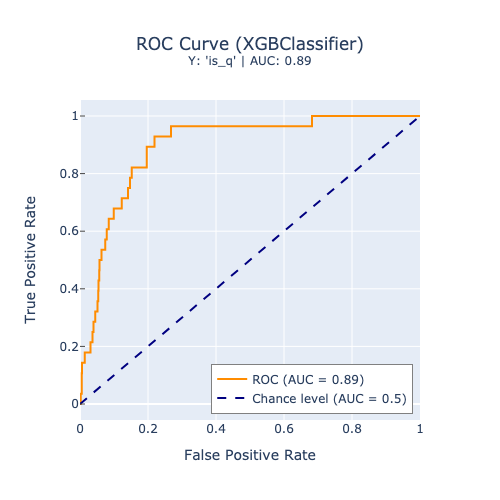 ROC Curve (XGBClassifier)
Y: 'is_q' | AUC: 0.89
True Positive Rate
1
0.8
0.6
0.4
0.2
0
ROC (AUC = 0.89)
Chance level (AUC = 0.5)
0 0.2 0.4 0.6 0.8 1
False Positive Rate